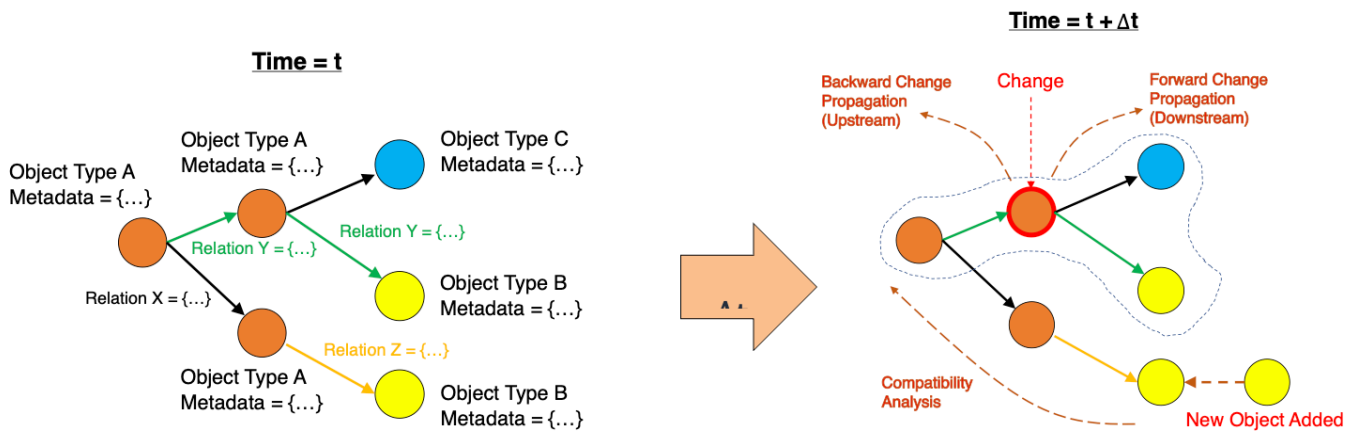 Time = t
Object Type A
Metadata = {...}
Object Type A
Metadata = {...}
Object Type C
Metadata = {...}
Relation Y = {...}
Relation Y = {...}
Relation X = {...}
Object Type B
Metadata = {...}
Relation Z = {...}
Object Type A
Metadata = {...}
Object Type B
Metadata = {...}
Time = t + Δt
Backward Change
Propagation
(Upstream)
Change
Forward Change
Propagation
(Downstream)
Compatibility
Analysis
New Object Added